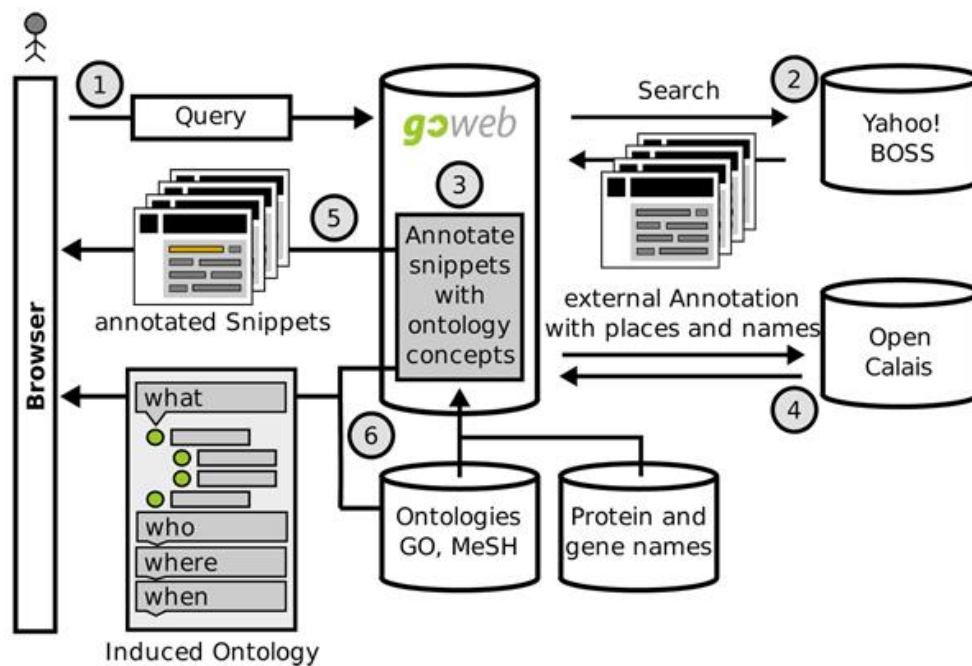 1
Query
goweb
Search
2
Yahoo!
BOSS
3
Annotate
snippets
with
ontology
concepts
5
annotated Snippets
external Annotation
with places and names
Open
Calais
4
Browser
what
who
where
when
Induced Ontology
6
Ontologies
GO, MeSH
Protein and
gene names